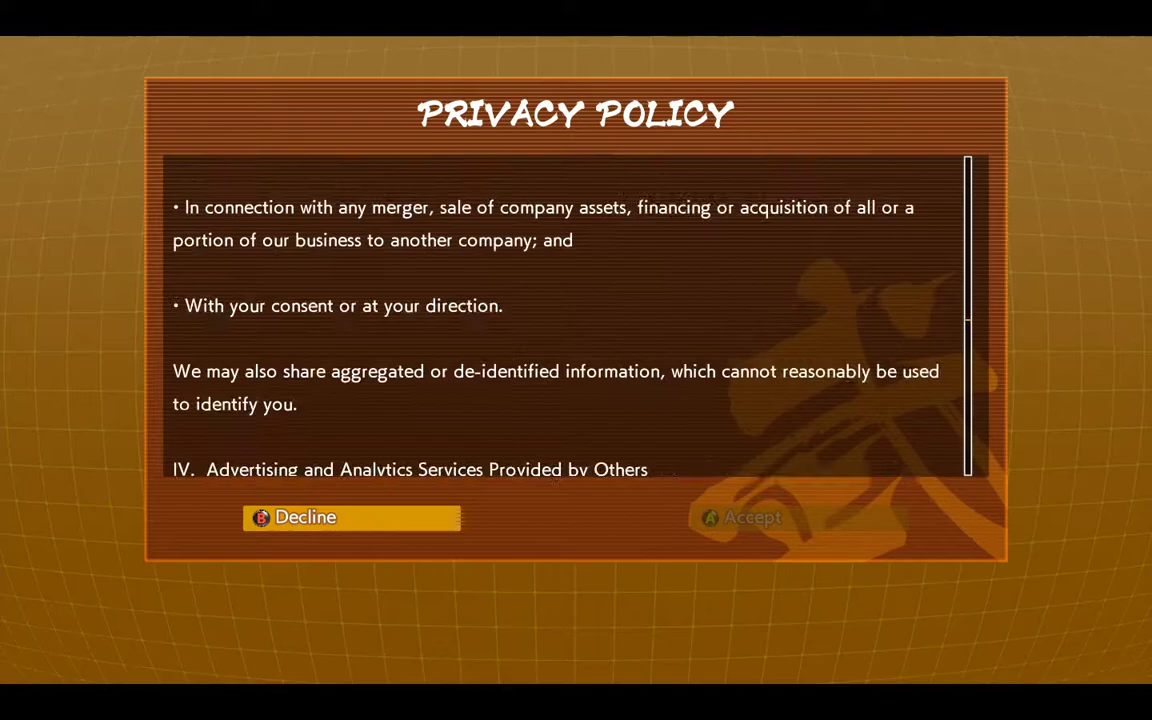 PRIVACY POLICY
• In connection with any merger, sale of company assets, financing or acquisition of all or a
portion of our business to another company; and
• With your consent or at your direction.
We may also share aggregated or de-identified information, which cannot reasonably be used
to identify you.
IV. Advertising and Analytics Services Provided by Others
B Decline
A Accept